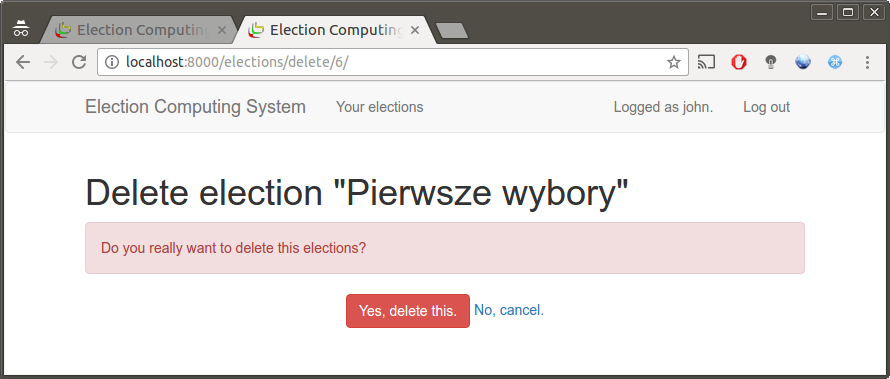 Election Computing
Election Computing
localhost:8000/elections/delete/6/
Election Computing System
Your elections
Logged as john.
Log out
Delete election "Pierwsze wybory"
Do you really want to delete this elections?
Yes, delete this.
No, cancel.